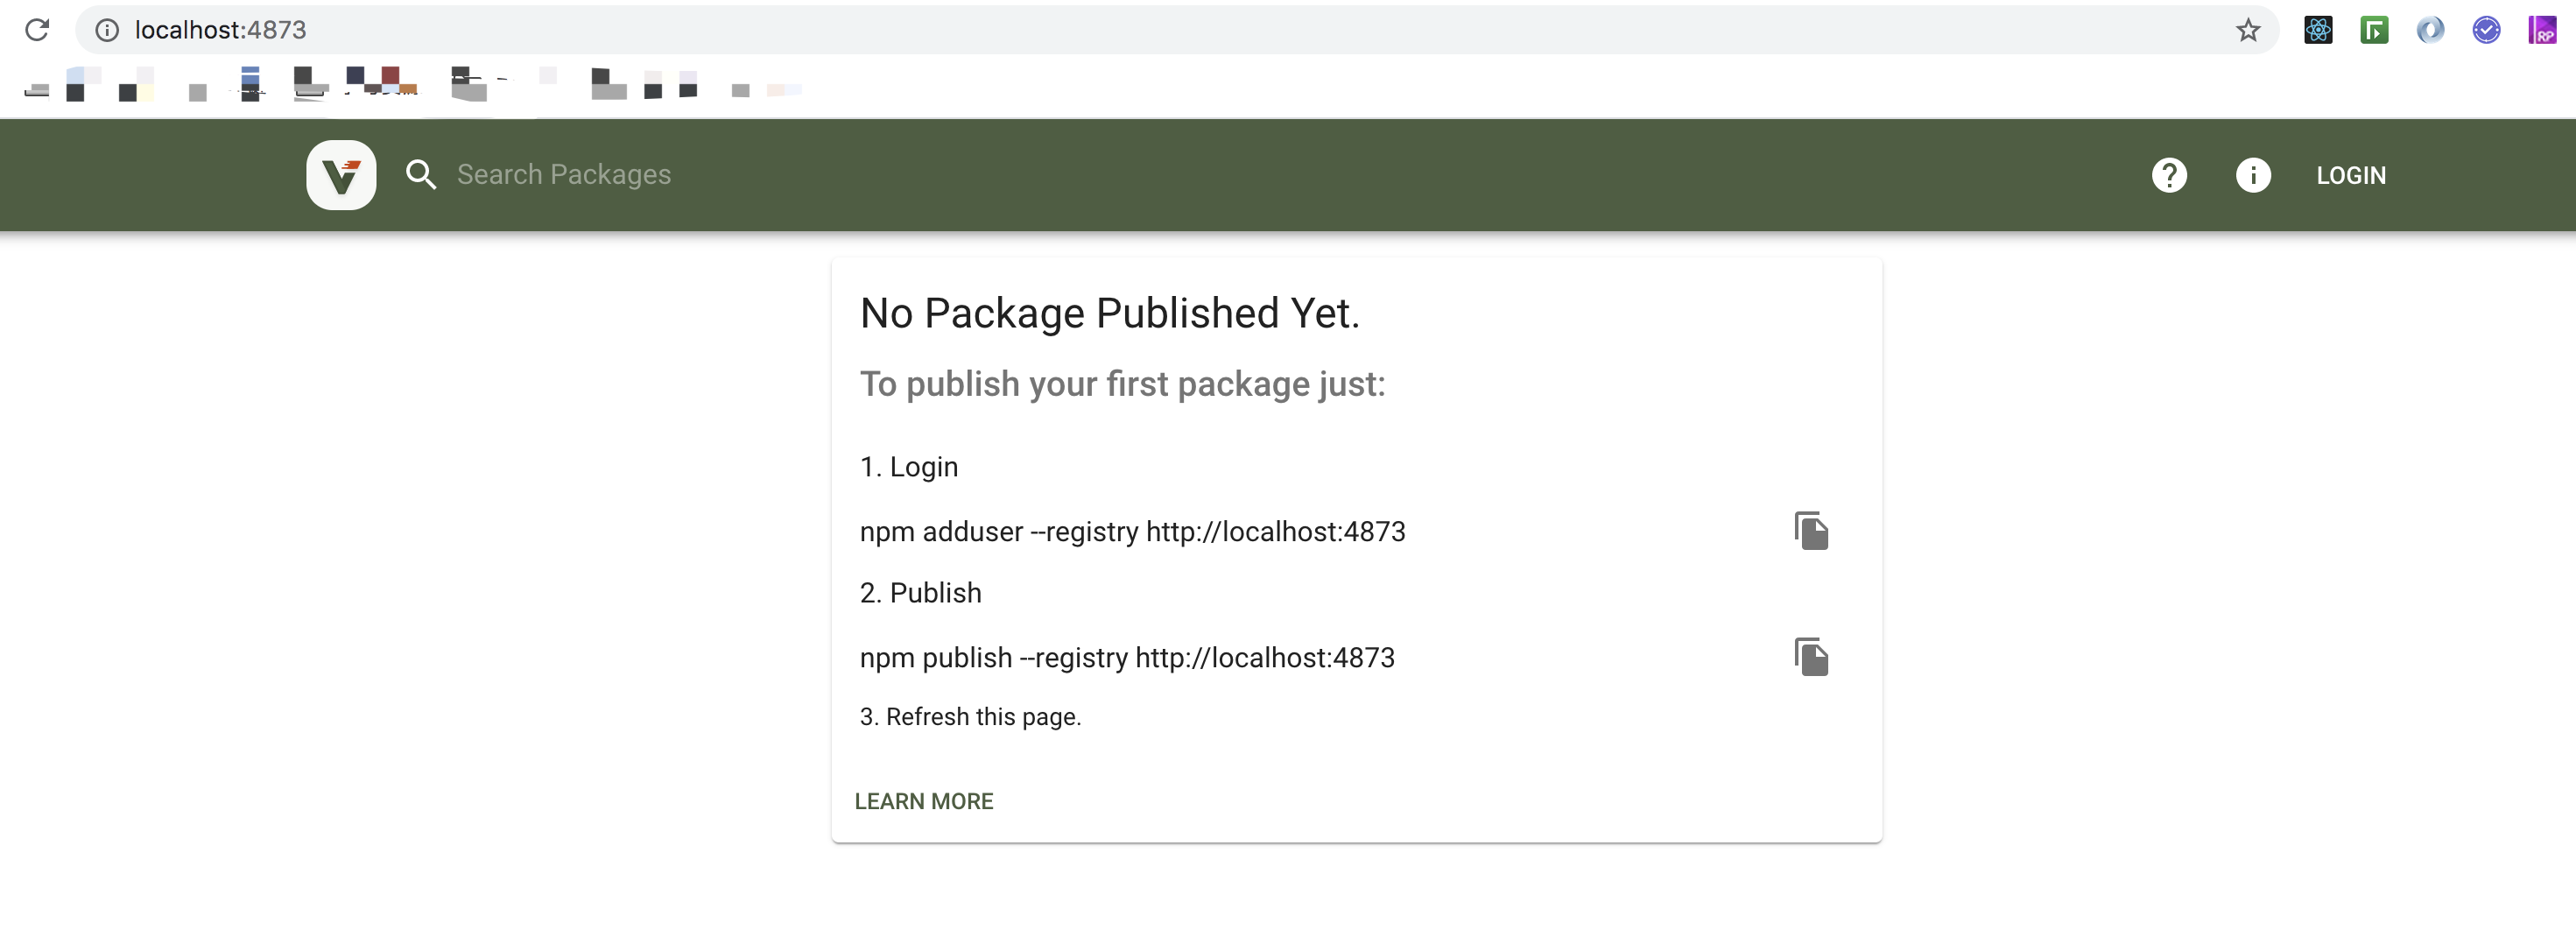 localhost:4873
Search Packages
LOGIN
No Package Published Yet.
To publish your first package just:
1. Login
npm adduser --registry http://localhost:4873
2. Publish
npm publish --registry http://localhost:4873
3. Refresh this page.
LEARN MORE